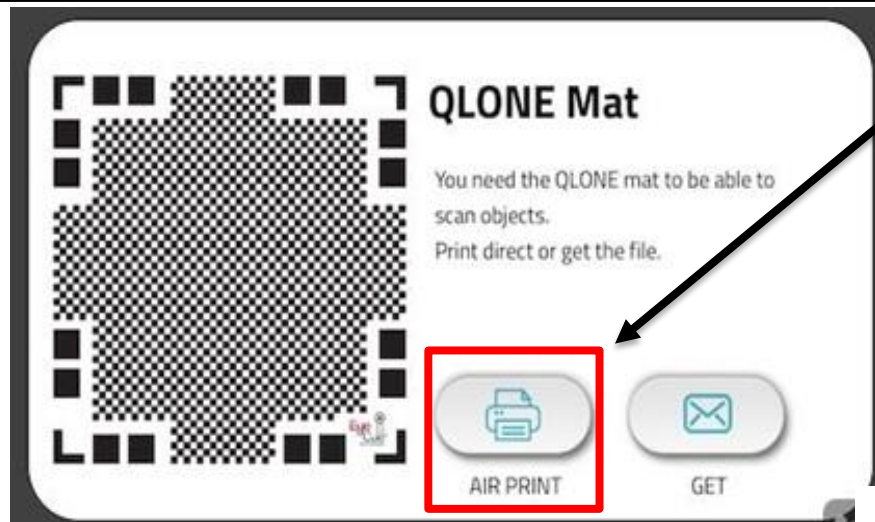 QLONE Mat
You need the QLONE mat to be able to
scan objects.
Print direct or get the file.
AIR PRINT
GET